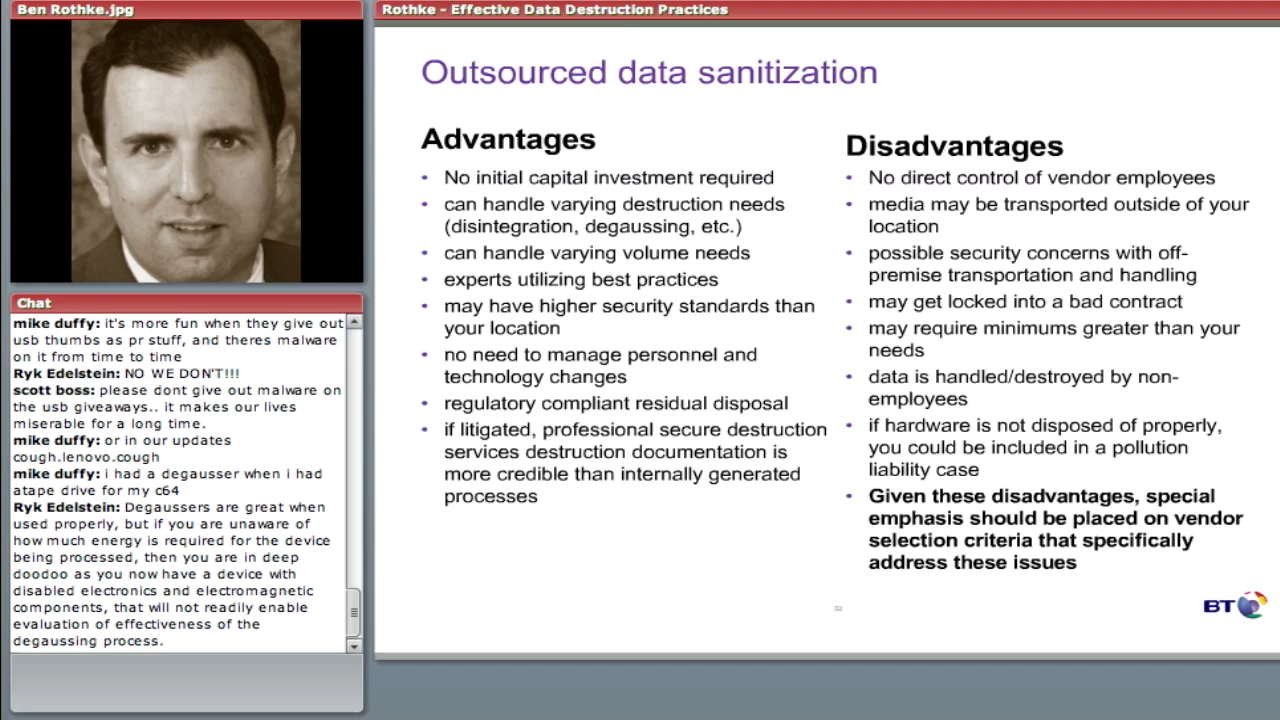 Ben Rothke.jpg
Chat
mike duffy: it's more fun when they give out
usb thumbs as pr stuff, and theres malware
on it from time to time
Ryk Edelstein: NO WE DON'T!!!
scott boss: please dont give out malware on
the usb giveaways.. it makes our lives
miserable for a long time.
mike duffy: or in our updates
cough.lenovo.cough
mike duffy: i had a degausser when i had
atape drive for my c64
Ryk Edelstein: Degaussers are great when
used properly, but if you are unaware of
how much energy is required for the device
being processed, then you are in deep
doodoo as you now have a device with
disabled electronics and electromagnetic
components, that will not readily enable
evaluation of effectiveness of the
degaussing process.
Rothke - Effective Data Destruction Practices
Outsourced data sanitization
Advantages
• No initial capital investment required
• can handle varying destruction needs
(disintegration, degaussing, etc.)
• can handle varying volume needs
• experts utilizing best practices
• may have higher security standards than
your location
• no need to manage personnel and
technology changes
• regulatory compliant residual disposal
• if litigated, professional secure destruction
services destruction documentation is
more credible than internally generated
processes
Disadvantages
• No direct control of vendor employees
• media may be transported outside of your
location
• possible security concerns with off-
premise transportation and handling
• may get locked into a bad contract
• may require minimums greater than your
needs
• data is handled/destroyed by non-
employees
• if hardware is not disposed of properly,
you could be included in a pollution
liability case
• Given these disadvantages, special
emphasis should be placed on vendor
selection criteria that specifically
address these issues
BT